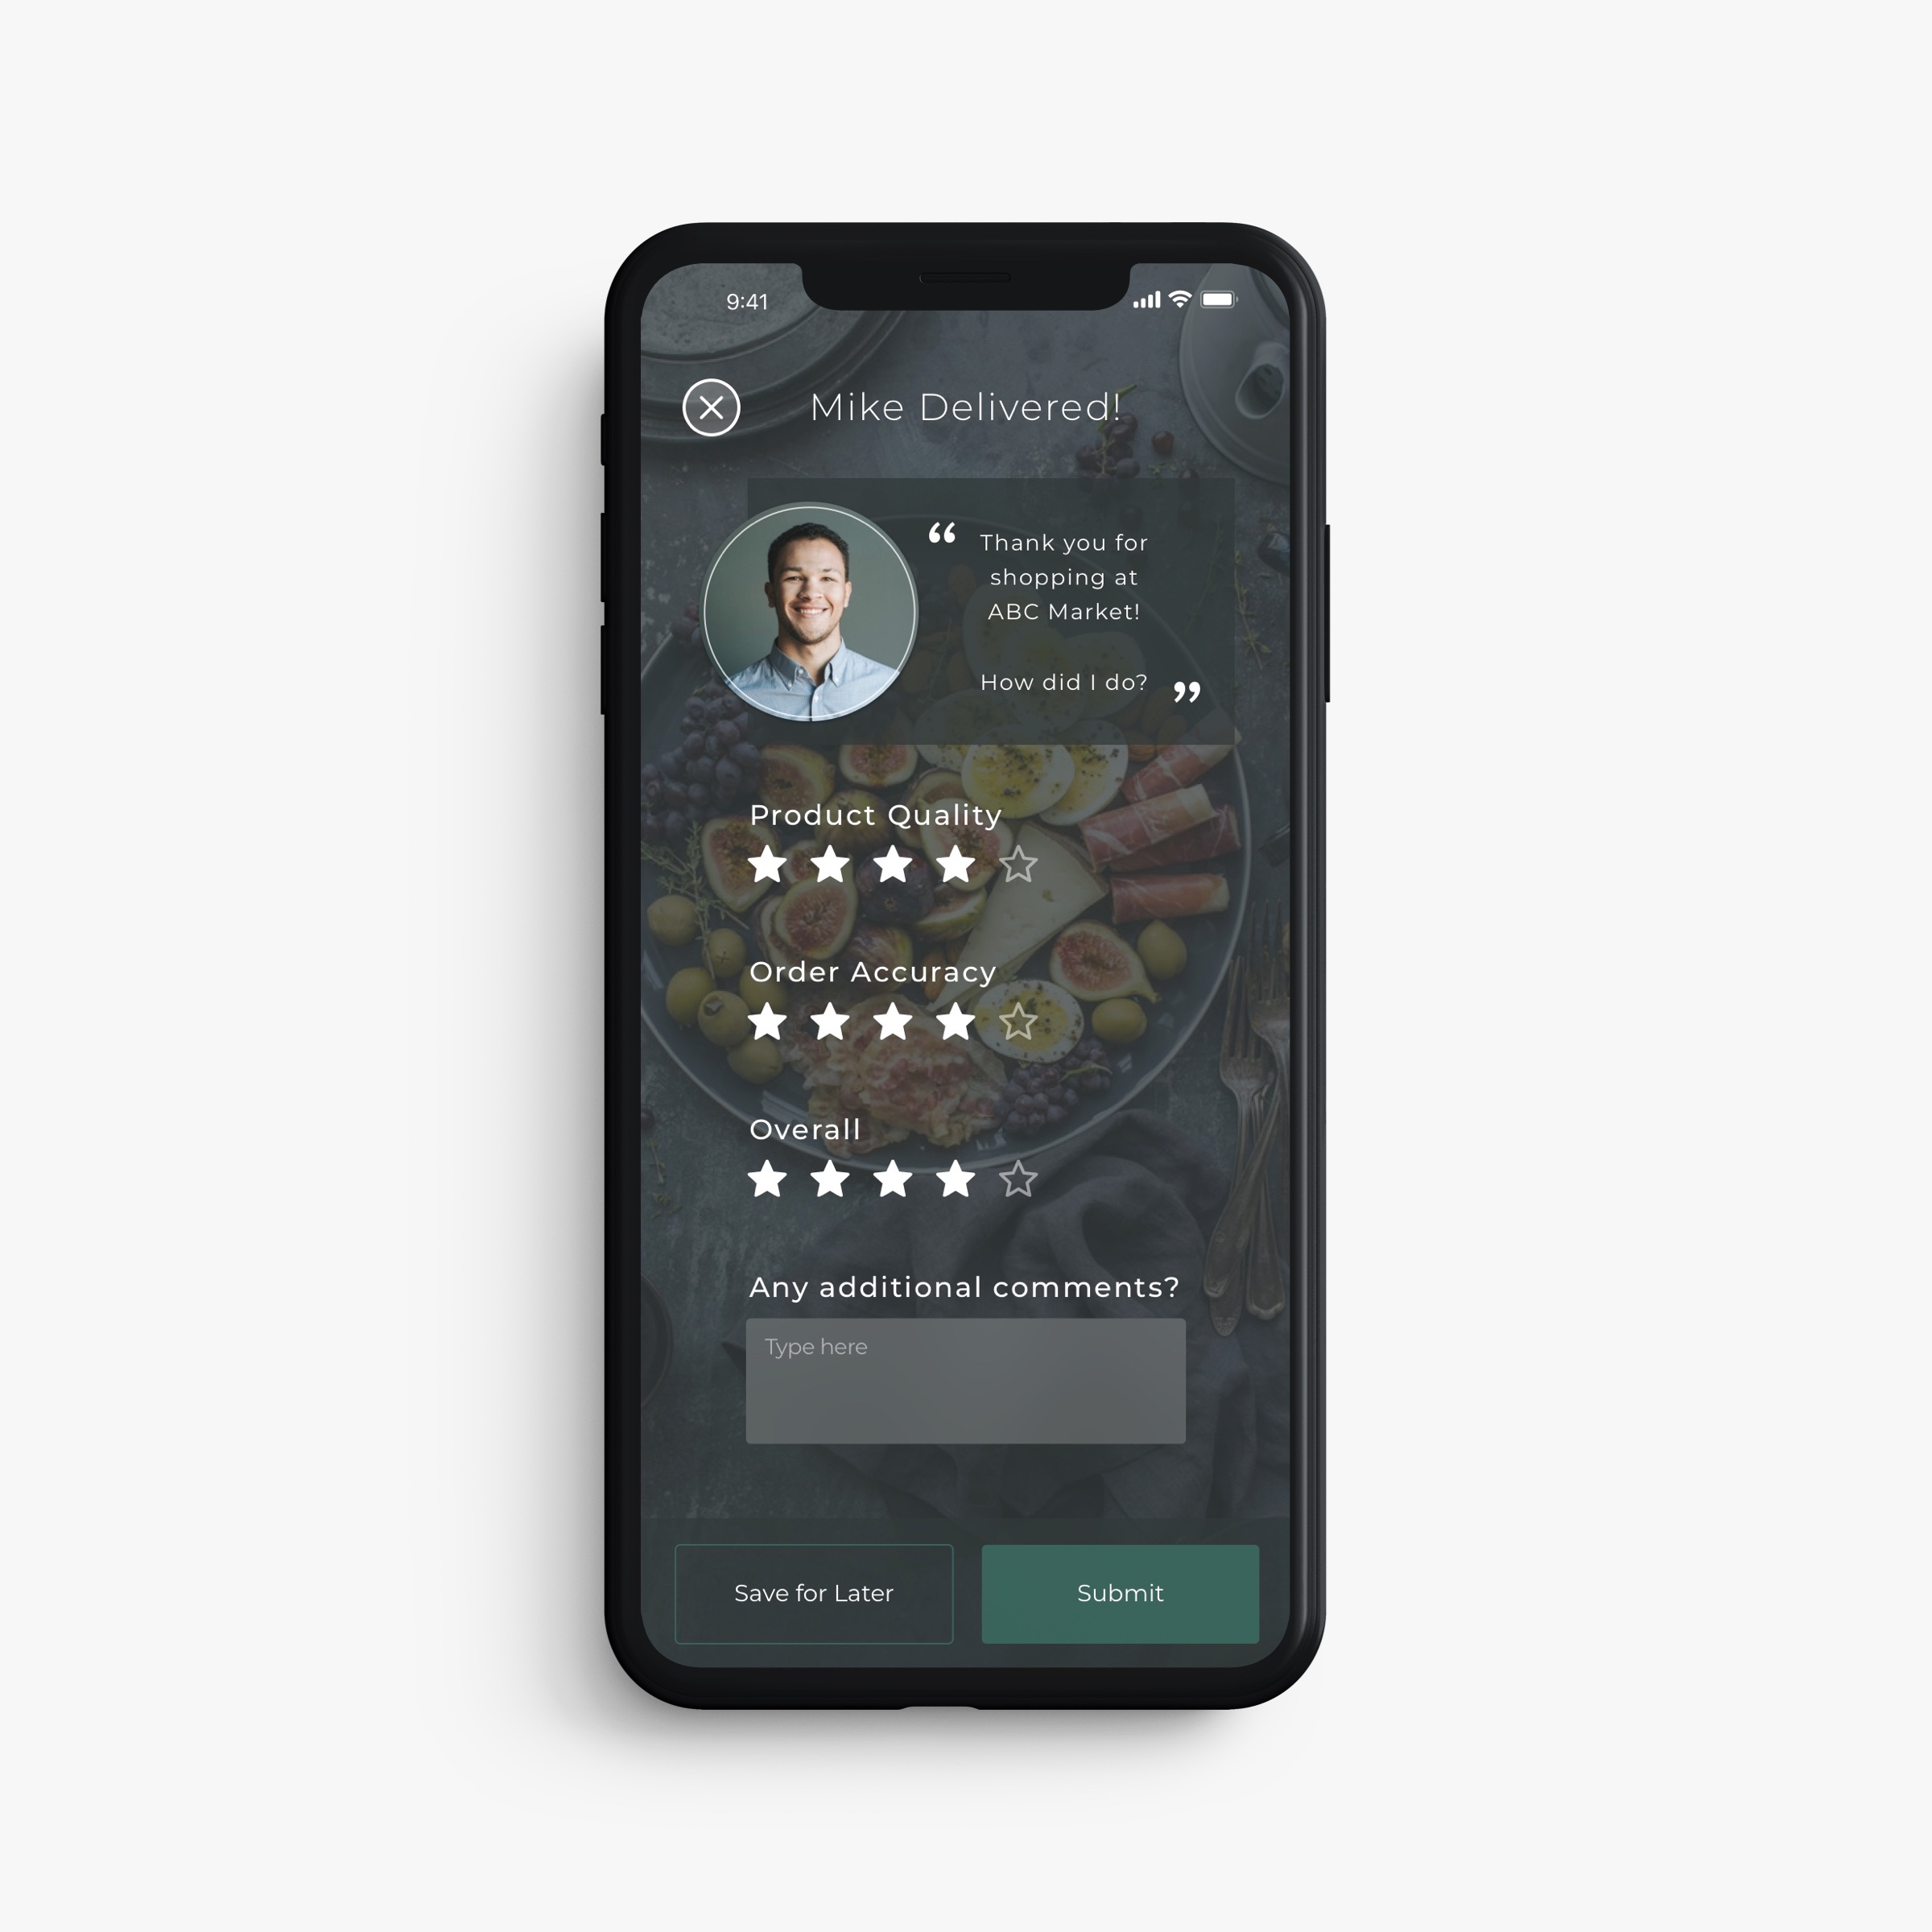 9:41
Mike Delivered!
“ Thank you for
shopping at
ABC Market!
How did I do? ”
Product Quality
Order Accuracy
Overall
Any additional comments?
Type here
Save for Later
Submit